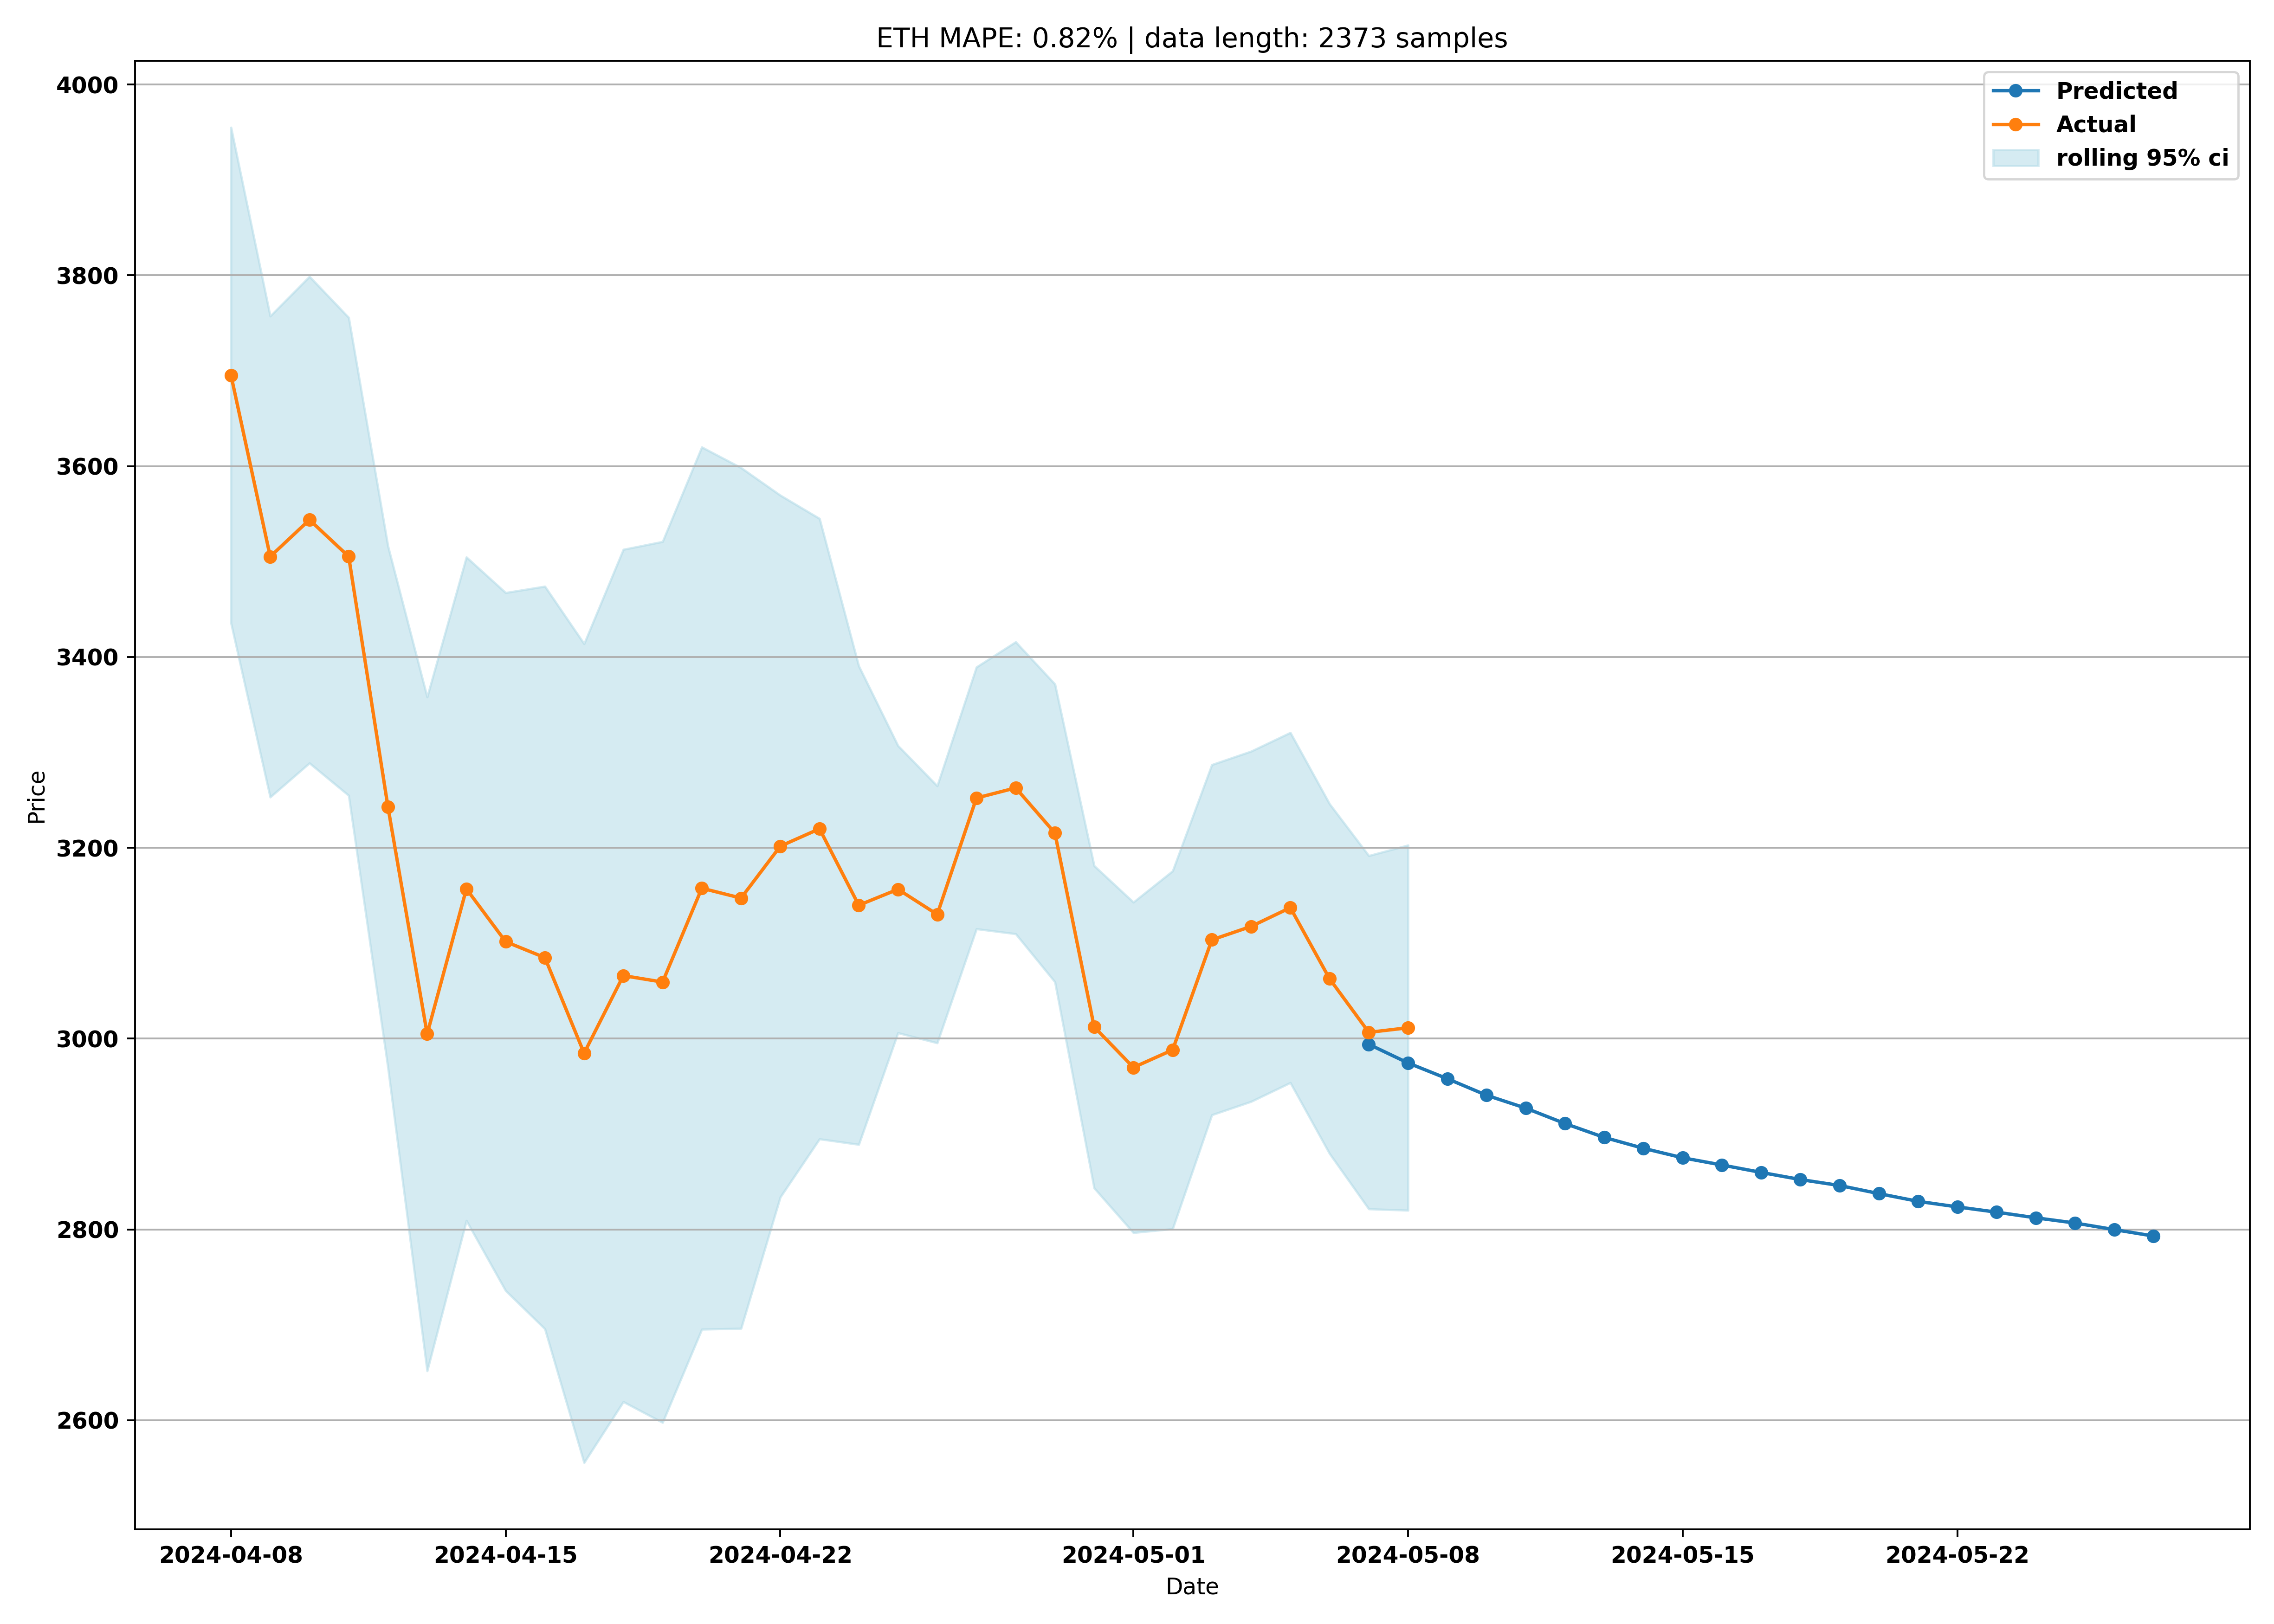 ETH MAPE: 0.82% | data length: 2373 samples
Predicted
Actual
rolling 95% ci
4000
3800
3600
3400
3200
3000
2800
2600
Price
2024-04-08
2024-04-15
2024-04-22
2024-05-01
2024-05-08
2024-05-15
2024-05-22
Date